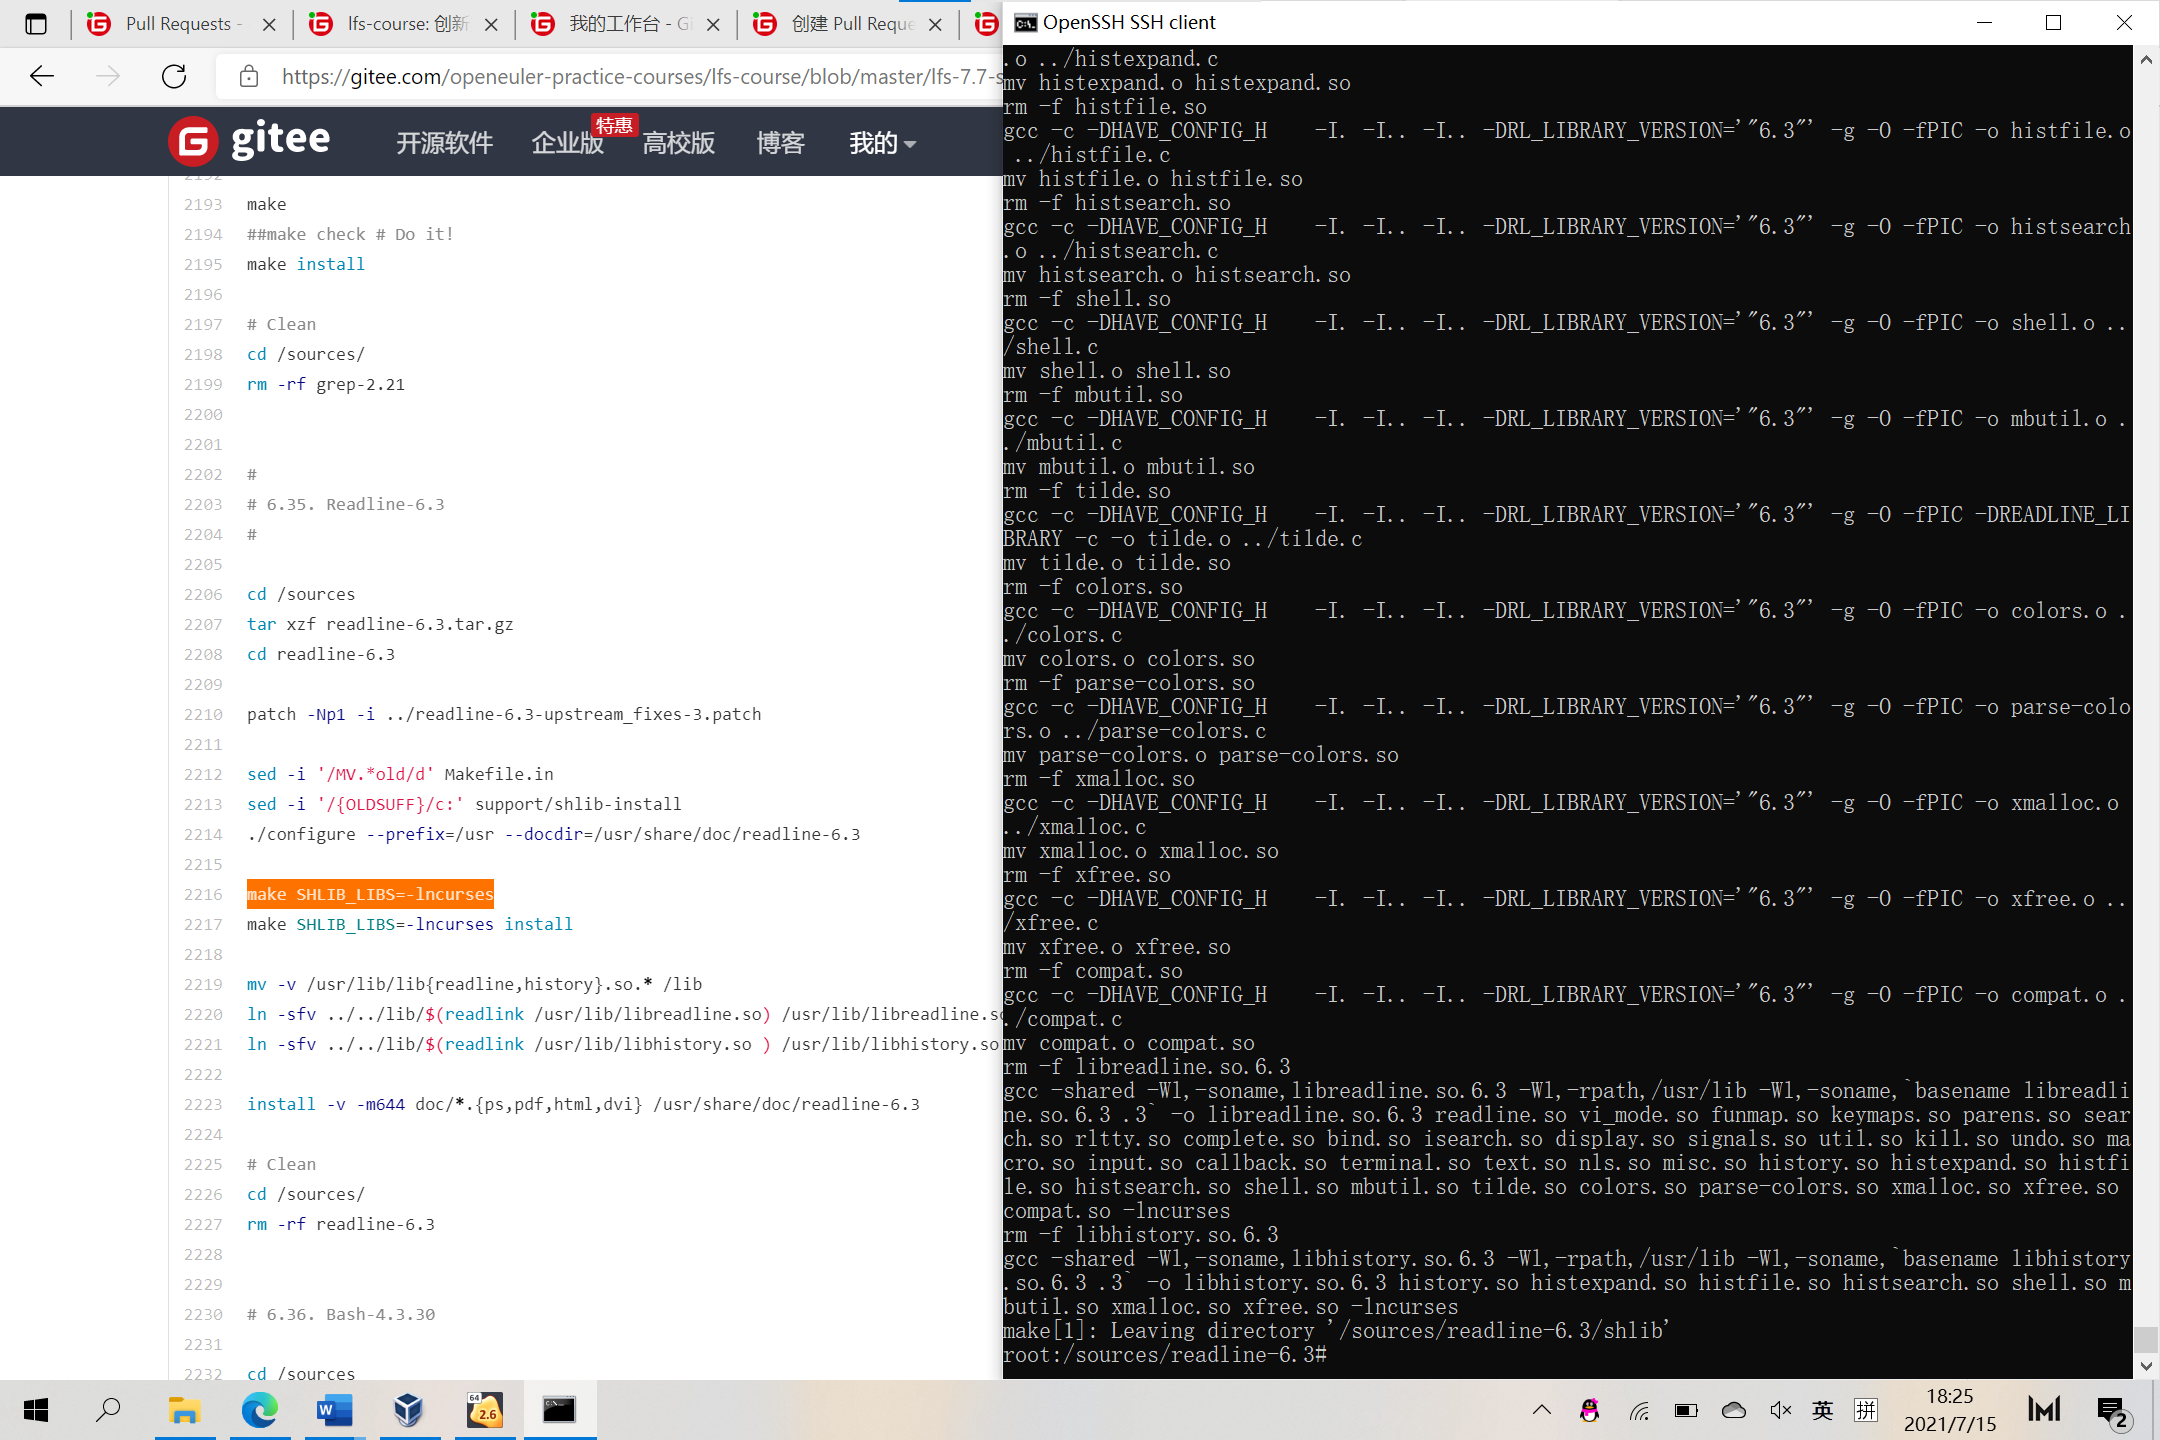 Pull Requests -
lfs-course: 创新
我的工作台 - Gi
创建 Pull Reque
https://gitee.com/openeuler-practice-courses/lfs-course/blob/master/lfs-7.7-s
gitee
开源软件
企业版
特惠
高校版
博客
我的
2192
2193 make
2194 ##make check # Do it!
2195 make install
2196
2197 # Clean
2198 cd /sources/
2199 rm -rf grep-2.21
2200
2201
2202 #
2203 # 6.35. Readline-6.3
2204 #
2205
2206 cd /sources
2207 tar xzf readline-6.3.tar.gz
2208 cd readline-6.3
2209
2210 patch -Np1 -i ../readline-6.3-upstream_fixes-3.patch
2211
2212 sed -i '/MV.*old/d' Makefile.in
2213 sed -i '/{OLDSUFF}/c:' support/shlib-install
2214 ./configure --prefix=/usr --docdir=/usr/share/doc/readline-6.3
2215
2216 make SHLIB_LIBS=-lncurses
2217 make SHLIB_LIBS=-lncurses install
2218
2219 mv -v /usr/lib/lib{readline,history}.so.* /lib
2220 ln -sfv ../../lib/$(readlink /usr/lib/libreadline.so) /usr/lib/libreadline.so
2221 ln -sfv ../../lib/$(readlink /usr/lib/libhistory.so ) /usr/lib/libhistory.so
2222
2223 install -v -m644 doc/*.{ps,pdf,html,dvi} /usr/share/doc/readline-6.3
2224
2225 # Clean
2226 cd /sources/
2227 rm -rf readline-6.3
2228
2229
2230 # 6.36. Bash-4.3.30
2231
2232 cd /sources
OpenSSH SSH client
.o ../histexpand.c
mv histexpand.o histexpand.so
rm -f histfile.so
gcc -c -DHAVE_CONFIG_H    -I. -I.. -I.. -DRL_LIBRARY_VERSION='"6.3"' -g -O -fPIC -o histfile.o
 ../histfile.c
mv histfile.o histfile.so
rm -f histsearch.so
gcc -c -DHAVE_CONFIG_H    -I. -I.. -I.. -DRL_LIBRARY_VERSION='"6.3"' -g -O -fPIC -o histsearch
.o ../histsearch.c
mv histsearch.o histsearch.so
rm -f shell.so
gcc -c -DHAVE_CONFIG_H    -I. -I.. -I.. -DRL_LIBRARY_VERSION='"6.3"' -g -O -fPIC -o shell.o ..
/shell.c
mv shell.o shell.so
rm -f mbutil.so
gcc -c -DHAVE_CONFIG_H    -I. -I.. -I.. -DRL_LIBRARY_VERSION='"6.3"' -g -O -fPIC -o mbutil.o .
./mbutil.c
mv mbutil.o mbutil.so
rm -f tilde.so
gcc -c -DHAVE_CONFIG_H    -I. -I.. -I.. -DRL_LIBRARY_VERSION='"6.3"' -g -O -fPIC -DREADLINE_LI
BRARY -c -o tilde.o ../tilde.c
mv tilde.o tilde.so
rm -f colors.so
gcc -c -DHAVE_CONFIG_H    -I. -I.. -I.. -DRL_LIBRARY_VERSION='"6.3"' -g -O -fPIC -o colors.o .
./colors.c
mv colors.o colors.so
rm -f parse-colors.so
gcc -c -DHAVE_CONFIG_H    -I. -I.. -I.. -DRL_LIBRARY_VERSION='"6.3"' -g -O -fPIC -o parse-colo
rs.o ../parse-colors.c
mv parse-colors.o parse-colors.so
rm -f xmalloc.so
gcc -c -DHAVE_CONFIG_H    -I. -I.. -I.. -DRL_LIBRARY_VERSION='"6.3"' -g -O -fPIC -o xmalloc.o
../xmalloc.c
mv xmalloc.o xmalloc.so
rm -f xfree.so
gcc -c -DHAVE_CONFIG_H    -I. -I.. -I.. -DRL_LIBRARY_VERSION='"6.3"' -g -O -fPIC -o xfree.o ..
/xfree.c
mv xfree.o xfree.so
rm -f compat.so
gcc -c -DHAVE_CONFIG_H    -I. -I.. -I.. -DRL_LIBRARY_VERSION='"6.3"' -g -O -fPIC -o compat.o .
./compat.c
mv compat.o compat.so
rm -f libreadline.so.6.3
gcc -shared -Wl,-soname,libreadline.so.6.3 -Wl,-rpath,/usr/lib -Wl,-soname,`basename libreadli
ne.so.6.3 .3` -o libreadline.so.6.3 readline.so vi_mode.so funmap.so keymaps.so parens.so sear
ch.so rltty.so complete.so bind.so isearch.so display.so signals.so util.so kill.so undo.so ma
cro.so input.so callback.so terminal.so text.so nls.so misc.so history.so histexpand.so histfi
le.so histsearch.so shell.so mbutil.so tilde.so colors.so parse-colors.so xmalloc.so xfree.so
compat.so -lncurses
rm -f libhistory.so.6.3
gcc -shared -Wl,-soname,libhistory.so.6.3 -Wl,-rpath,/usr/lib -Wl,-soname,`basename libhistory
.so.6.3 .3` -o libhistory.so.6.3 history.so histexpand.so histfile.so histsearch.so shell.so m
butil.so xmalloc.so xfree.so -lncurses
make[1]: Leaving directory '/sources/readline-6.3/shlib'
root:/sources/readline-6.3#
64
2.6
英
拼
18:25
2021/7/15
2